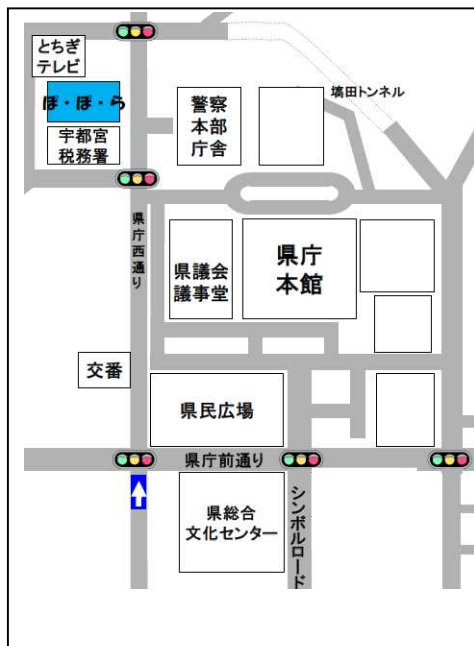 とちぎ
テレビ
ぽ・ぽ・ら
宇都宮
税務署
警察
本部
庁舎
塙田トンネル
県庁西通り
県議会
議事堂
県庁
本館
交番
県民広場
県庁前通り
県総合
文化センター
シンボルロード